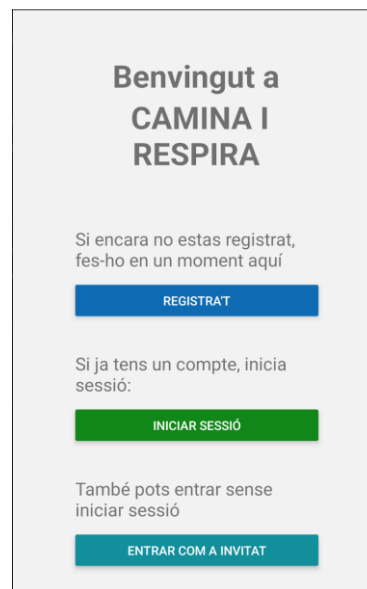 Benvingut a
CAMINA I
RESPIRA
Si encara no estas registrat,
fes-ho en un moment aquí
REGISTRA'T
Si ja tens un compte, inicia
sessió:
INICIAR SESSIÓ
També pots entrar sense
iniciar sessió
ENTRAR COM A INVITAT